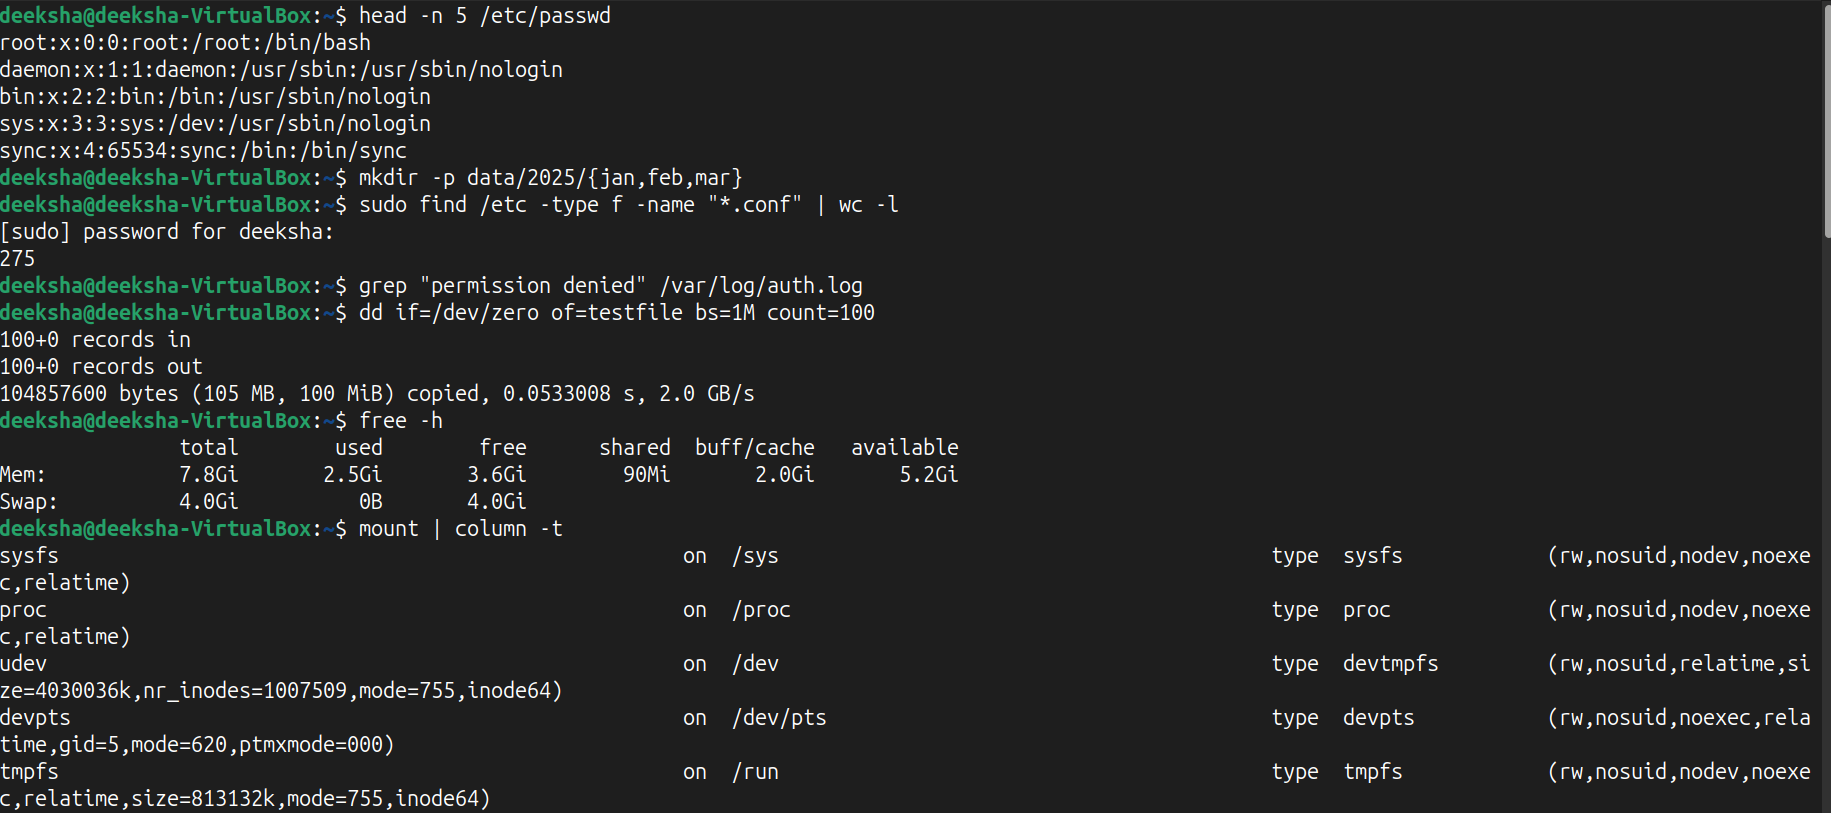 deeksha@deeksha-VirtualBox:~$ head -n 5 /etc/passwd
root:x:0:0:root:/root:/bin/bash
daemon:x:1:1:daemon:/usr/sbin:/usr/sbin/nologin
bin:x:2:2:bin:/bin:/usr/sbin/nologin
sys:x:3:3:sys:/dev:/usr/sbin/nologin
sync:x:4:65534:sync:/bin:/bin/sync
deeksha@deeksha-VirtualBox:~$ mkdir -p data/2025/{jan,feb,mar}
deeksha@deeksha-VirtualBox:~$ sudo find /etc -type f -name "*.conf" | wc -l
[sudo] password for deeksha:
275
deeksha@deeksha-VirtualBox:~$ grep "permission denied" /var/log/auth.log
deeksha@deeksha-VirtualBox:~$ dd if=/dev/zero of=testfile bs=1M count=100
100+0 records in
100+0 records out
104857600 bytes (105 MB, 100 MiB) copied, 0.0533008 s, 2.0 GB/s
deeksha@deeksha-VirtualBox:~$ free -h
               total        used        free      shared  buff/cache   available
Mem:           7.8Gi       2.5Gi       3.6Gi        90Mi       2.0Gi       5.2Gi
Swap:          4.0Gi          0B       4.0Gi
deeksha@deeksha-VirtualBox:~$ mount | column -t
sysfs                                                    on  /sys                                         type  sysfs            (rw,nosuid,nodev,noexe
c,relatime)
proc                                                     on  /proc                                        type  proc             (rw,nosuid,nodev,noexe
c,relatime)
udev                                                     on  /dev                                         type  devtmpfs         (rw,nosuid,relatime,si
ze=4030036k,nr_inodes=1007509,mode=755,inode64)
devpts                                                   on  /dev/pts                                     type  devpts           (rw,nosuid,noexec,rela
time,gid=5,mode=620,ptmxmode=000)
tmpfs                                                    on  /run                                         type  tmpfs            (rw,nosuid,nodev,noexe
c,relatime,size=813132k,mode=755,inode64)